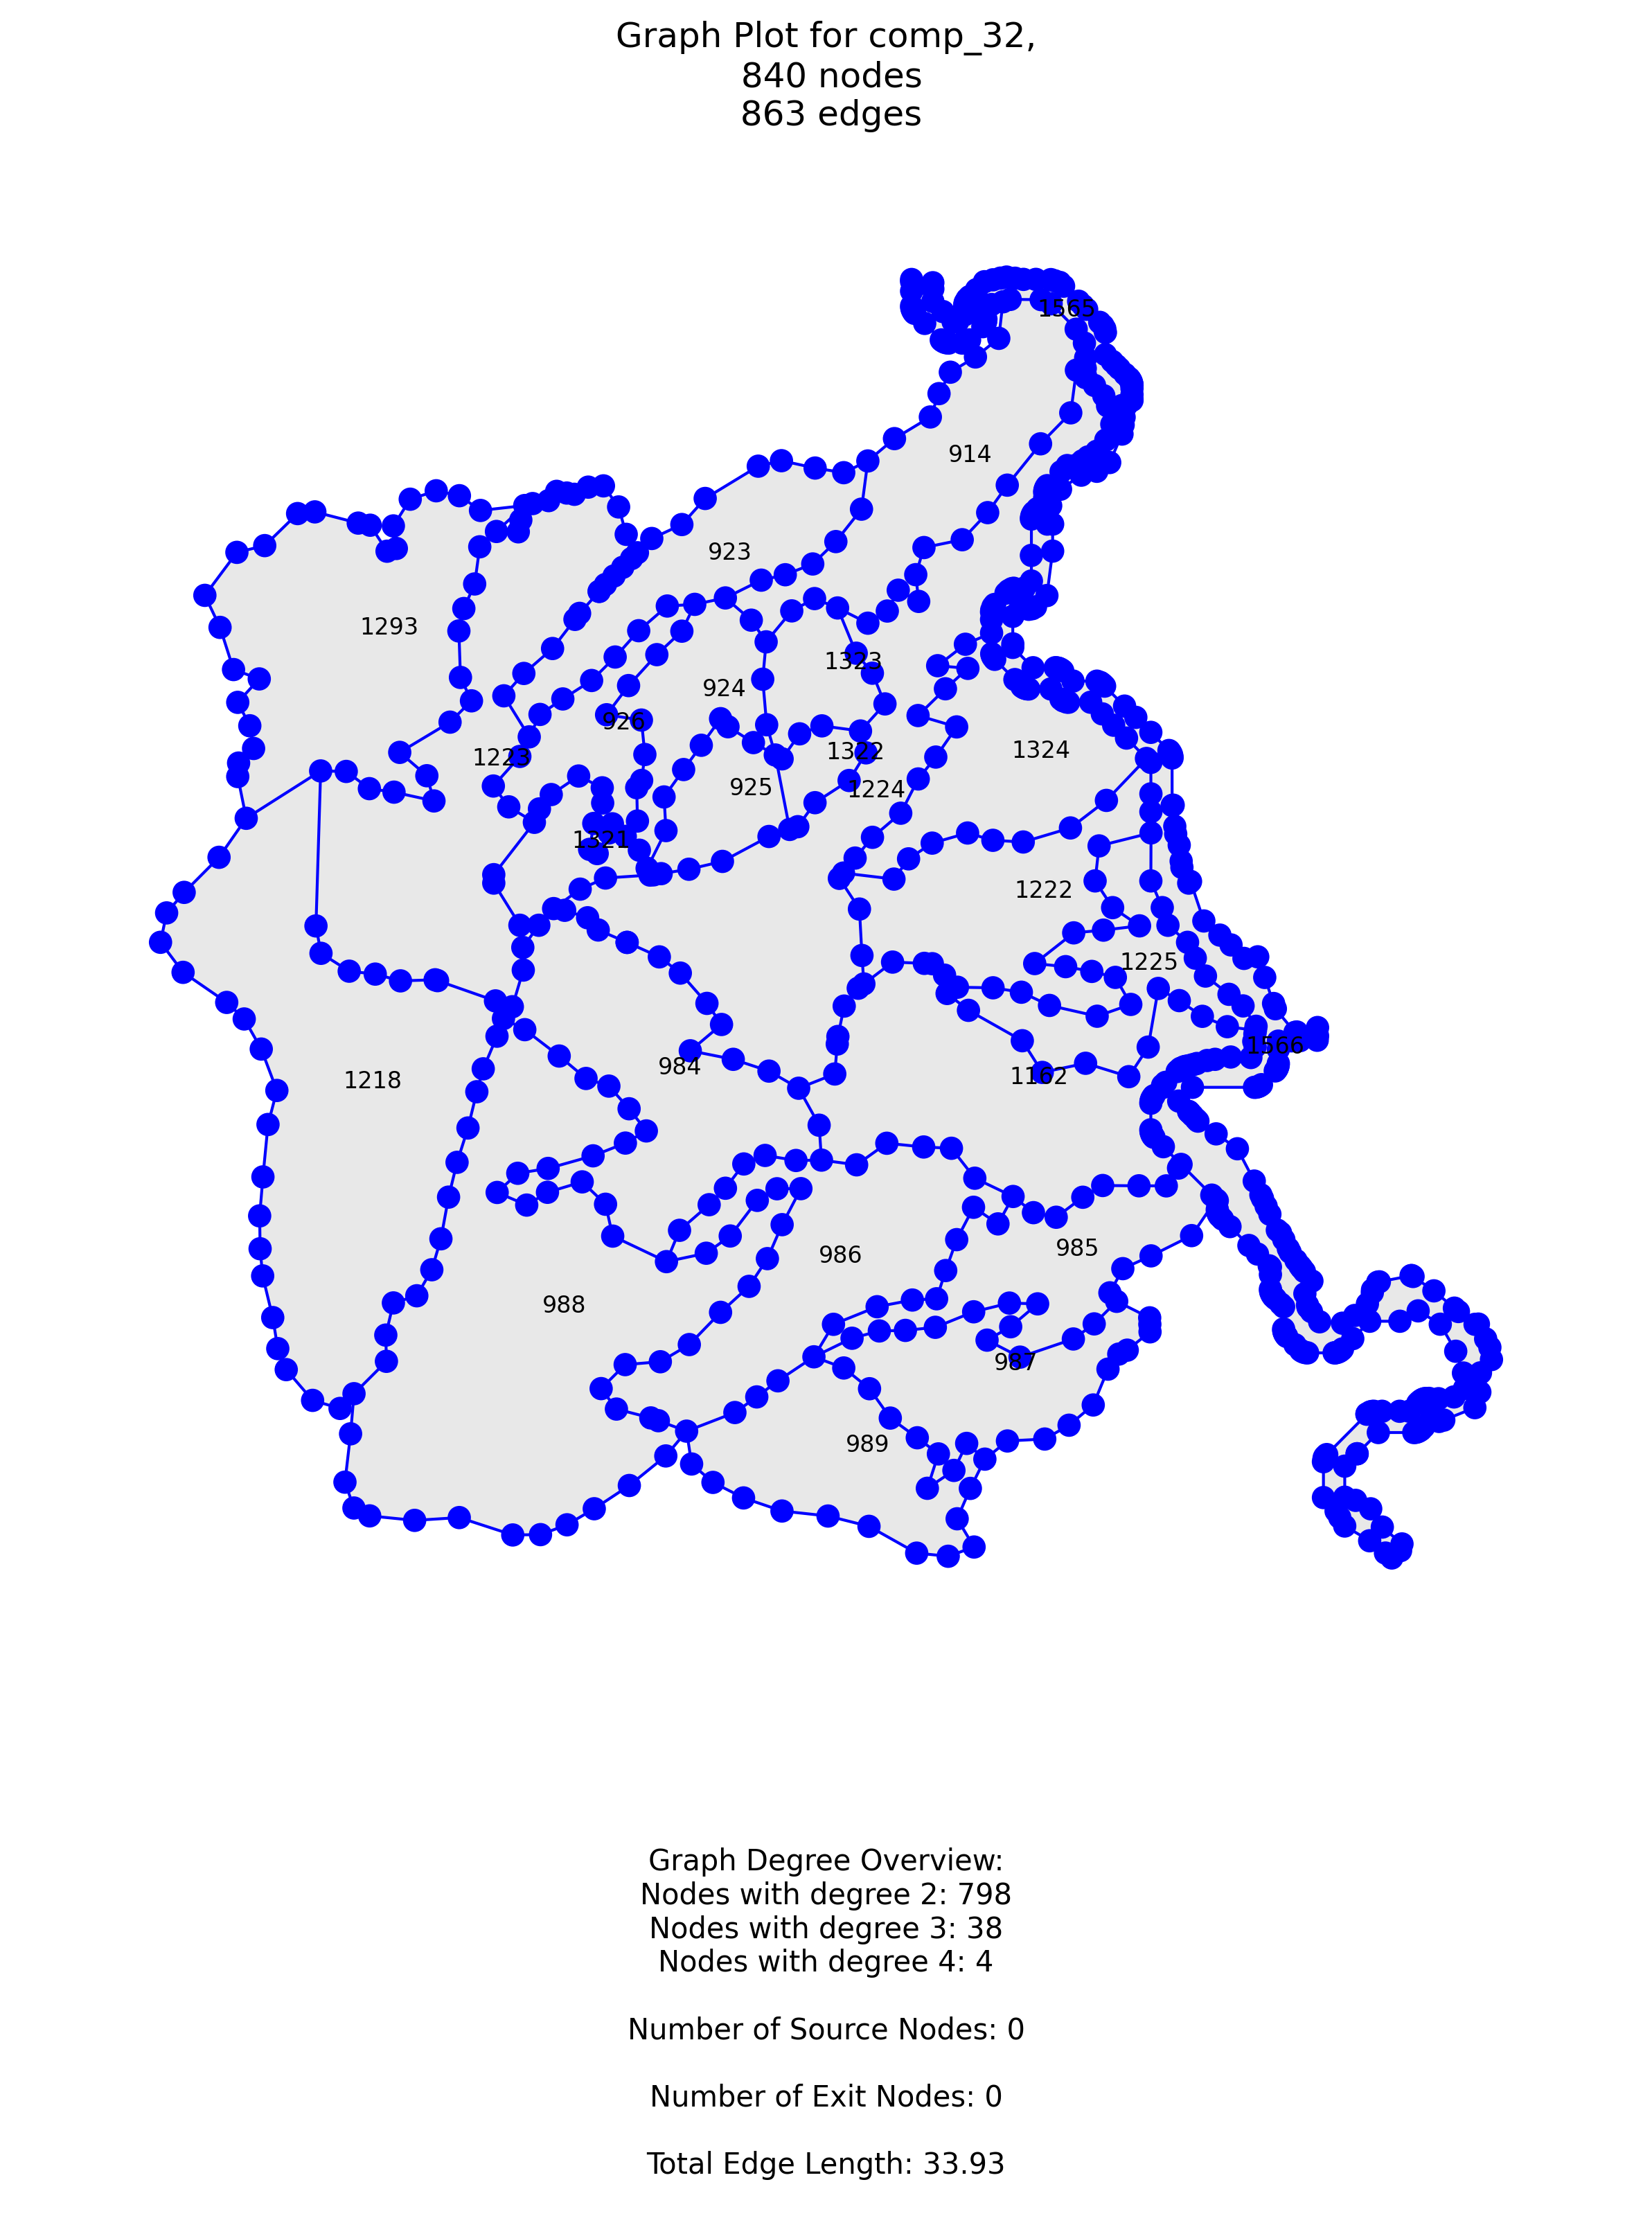 Graph Plot for comp_32,
840 nodes
863 edges
1565
914
923
1293
1323
924
926
1322
1324
1223
925
1224
1321
1222
1225
1566
984
1162
1218
985
986
988
987
989
Graph Degree Overview:
Nodes with degree 2: 798
Nodes with degree 3: 38
Nodes with degree 4: 4
Number of Source Nodes: 0
Number of Exit Nodes: 0
Total Edge Length: 33.93